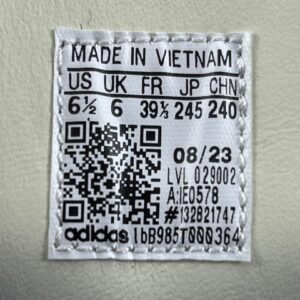 MADE IN VIETNAM
US UK FR JP CHN
6½ 6 39⅓ 245 240
08/23
LVL 029002
A:IE0578
#132821747
adidas 1bB985T000364